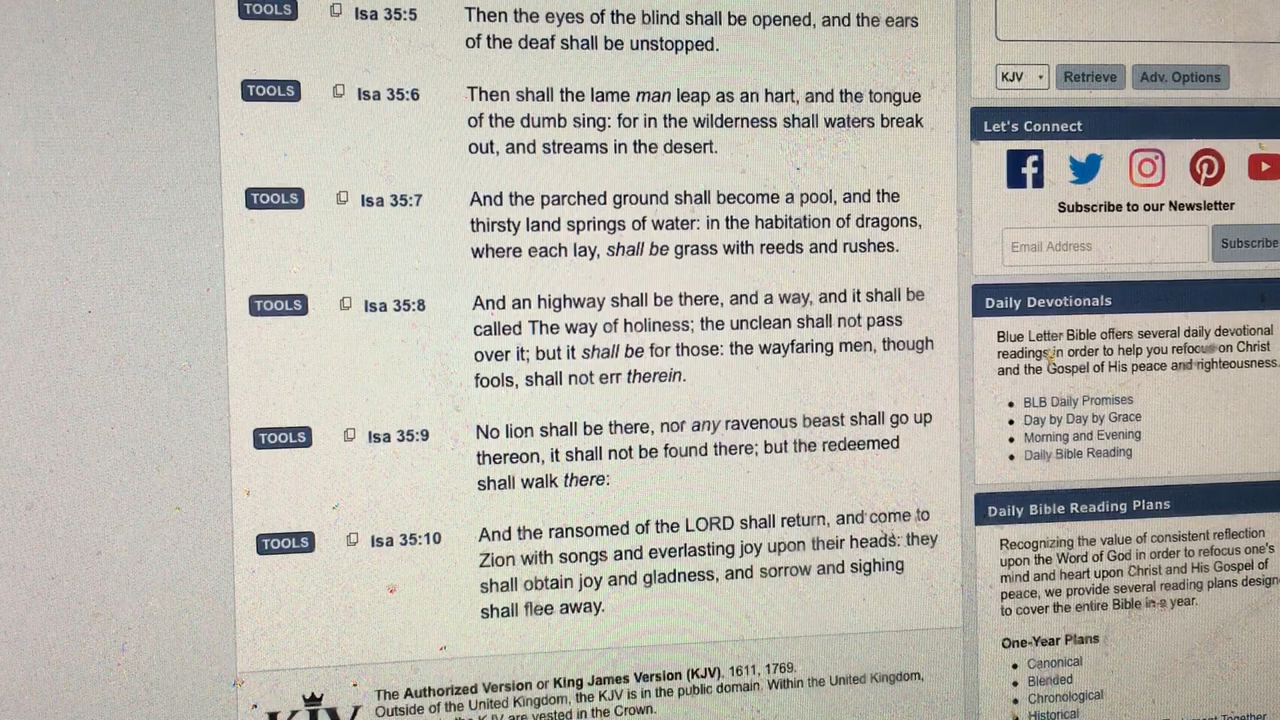 TOOLS Isa 35:5 Then the eyes of the blind shall be opened, and the ears
of the deaf shall be unstopped.
TOOLS Isa 35:6 Then shall the lame man leap as an hart, and the tongue
of the dumb sing: for in the wilderness shall waters break
out, and streams in the desert.
TOOLS Isa 35:7 And the parched ground shall become a pool, and the
thirsty land springs of water: in the habitation of dragons,
where each lay, shall be grass with reeds and rushes.
TOOLS Isa 35:8 And an highway shall be there, and a way, and it shall be
called The way of holiness; the unclean shall not pass
over it; but it shall be for those: the wayfaring men, though
fools, shall not err therein.
TOOLS Isa 35:9 No lion shall be there, nor any ravenous beast shall go up
thereon, it shall not be found there; but the redeemed
shall walk there:
TOOLS Isa 35:10 And the ransomed of the LORD shall return, and come to
Zion with songs and everlasting joy upon their heads: they
shall obtain joy and gladness, and sorrow and sighing
shall flee away.
The Authorized Version or King James Version (KJV), 1611, 1769.
Outside of the United Kingdom, the KJV is in the public domain. Within the United Kingdom,
KJV are vested in the Crown.
KJV
KJV Retrieve Adv. Options
Let's Connect
Subscribe to our Newsletter
Email Address Subscribe
Daily Devotionals
Blue Letter Bible offers several daily devotional
readings in order to help you refocus on Christ
and the Gospel of His peace and righteousness.
• BLB Daily Promises
• Day by Day by Grace
• Morning and Evening
• Daily Bible Reading
Daily Bible Reading Plans
Recognizing the value of consistent reflection
upon the Word of God in order to refocus one's
mind and heart upon Christ and His Gospel of
peace, we provide several reading plans design
to cover the entire Bible in a year.
One-Year Plans
• Canonical
• Blended
• Chronological
• Historical
Together